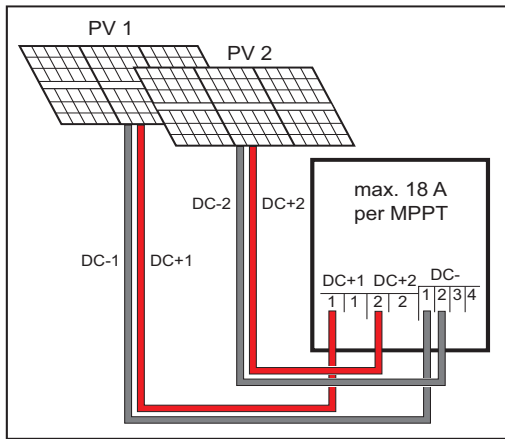 PV 1
PV 2
max. 18 A
per MPPT
DC-2
DC+2
DC-1
DC+1
DC+1 DC+2 DC-
1 1 2 2 1 2 3 4